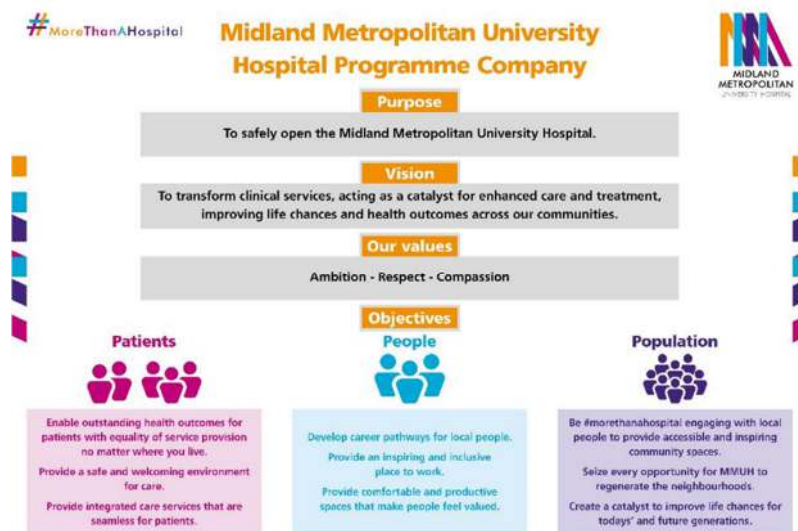 #MoreThanAHospital
Midland Metropolitan University
Hospital Programme Company
MIDLAND
METROPOLITAN
UNIVERSITY HOSPITAL
Purpose
To safely open the Midland Metropolitan University Hospital.
Vision
To transform clinical services, acting as a catalyst for enhanced care and treatment,
improving life chances and health outcomes across our communities.
Our values
Ambition - Respect - Compassion
Objectives
Patients
Enable outstanding health outcomes for
patients with equality of service provision
no matter where you live.
Provide a safe and welcoming environment
for care.
Provide integrated care services that are
seamless for patients.
People
Develop career pathways for local people.
Provide an inspiring and inclusive
place to work.
Provide comfortable and productive
spaces that make people feel valued.
Population
Be #morethanahospital engaging with local
people to provide accessible and inspiring
community spaces.
Seize every opportunity for MMUH to
regenerate the neighbourhoods.
Create a catalyst to improve life chances for
todays' and future generations.